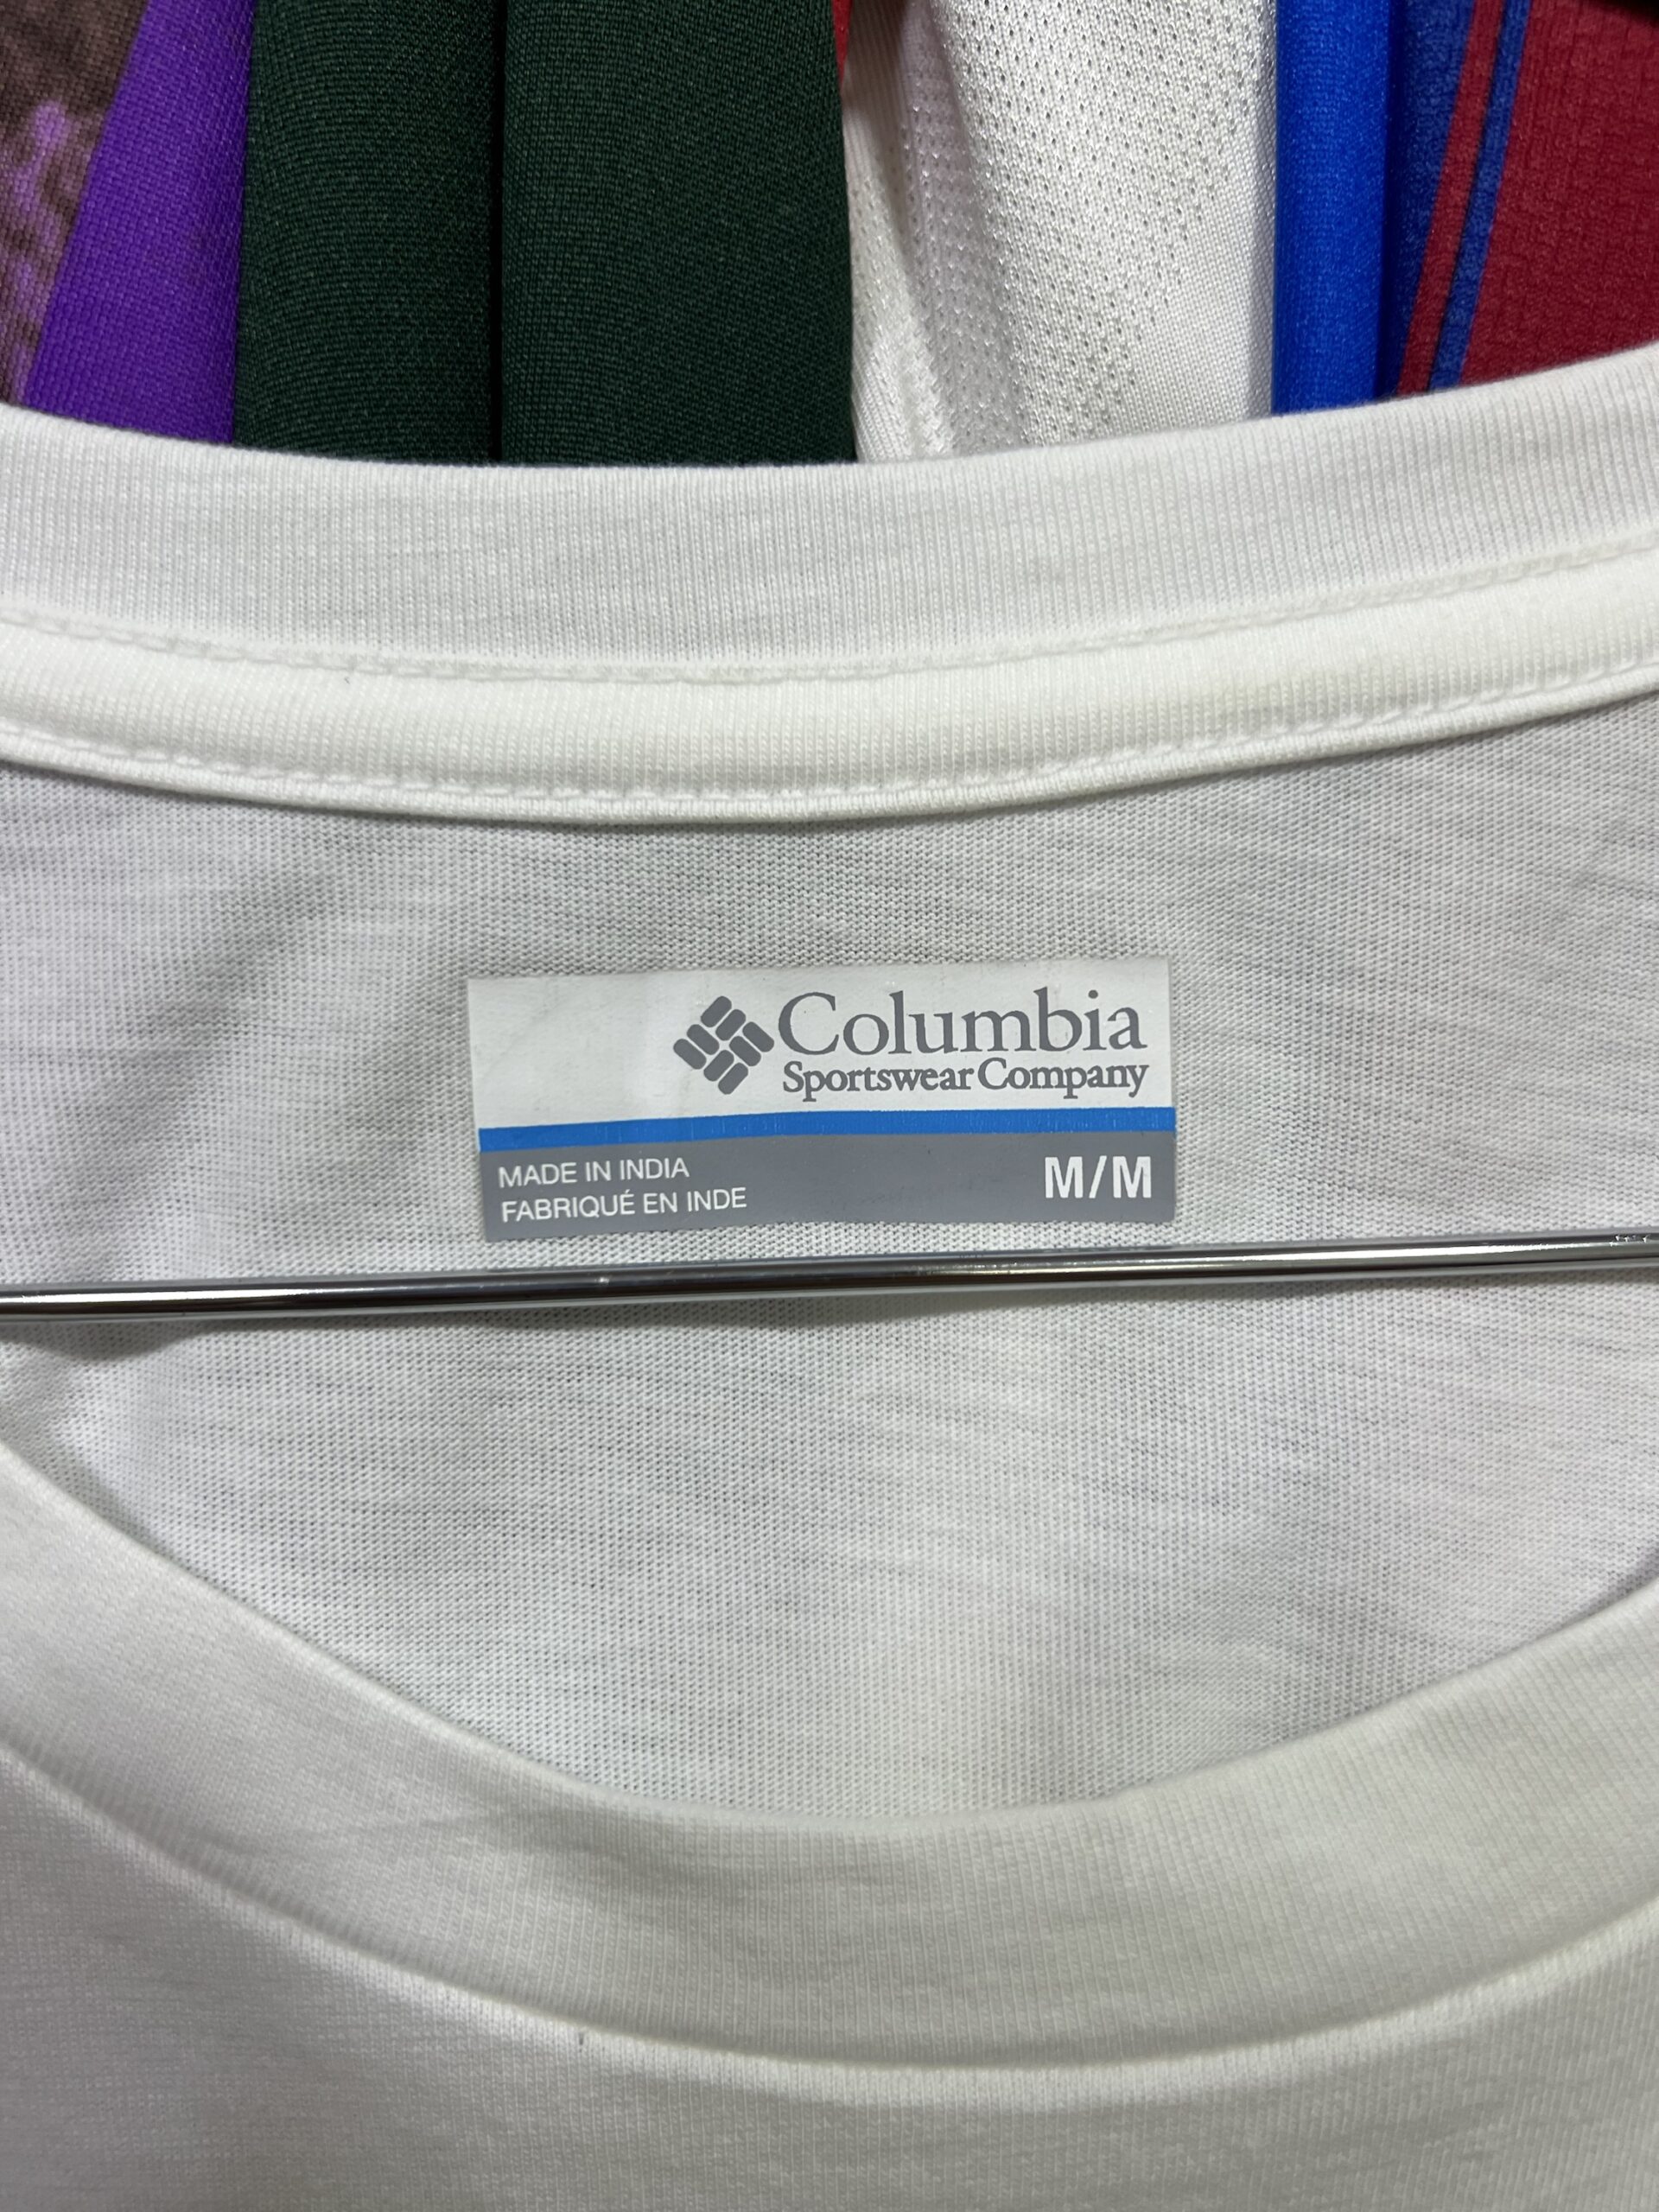 Columbia
Sportswear Company
MADE IN INDIA
FABRIQUÉ EN INDE
M/M